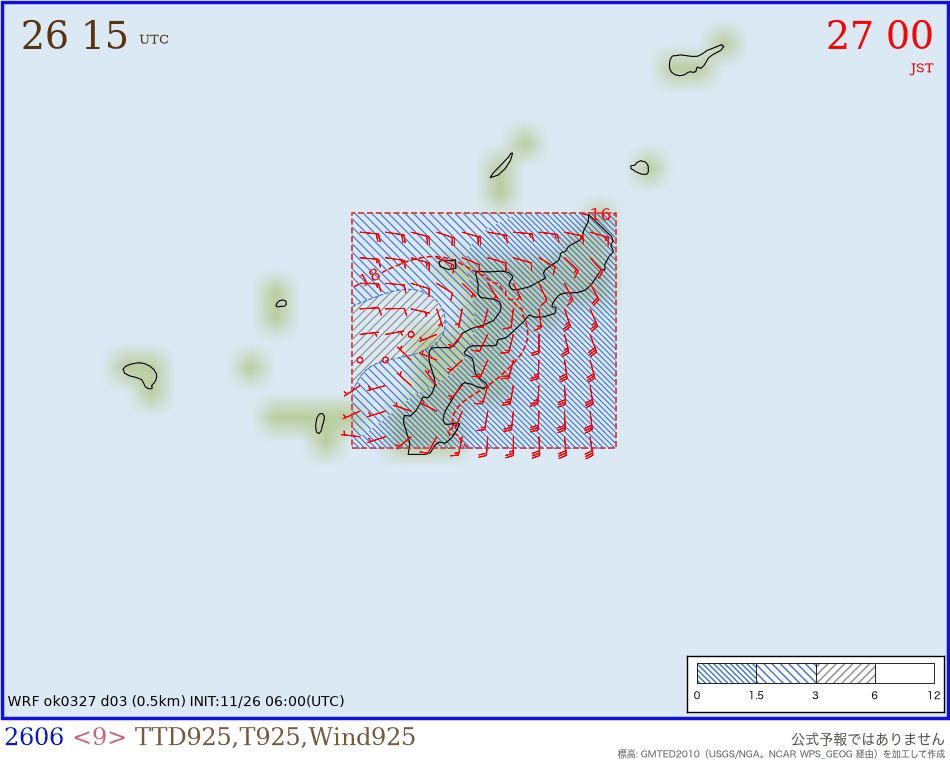 26 15 UTC
27 00
JST
16
18
WRF ok0327 d03 (0.5km) INIT:11/26 06:00(UTC)
0 1.5 3 6 12
2606 <9> TTD925,T925,Wind925
公式予報ではありません
標高: GMTED2010（USGS/NGA。NCAR WPS_GEOG 経由）を加工して作成